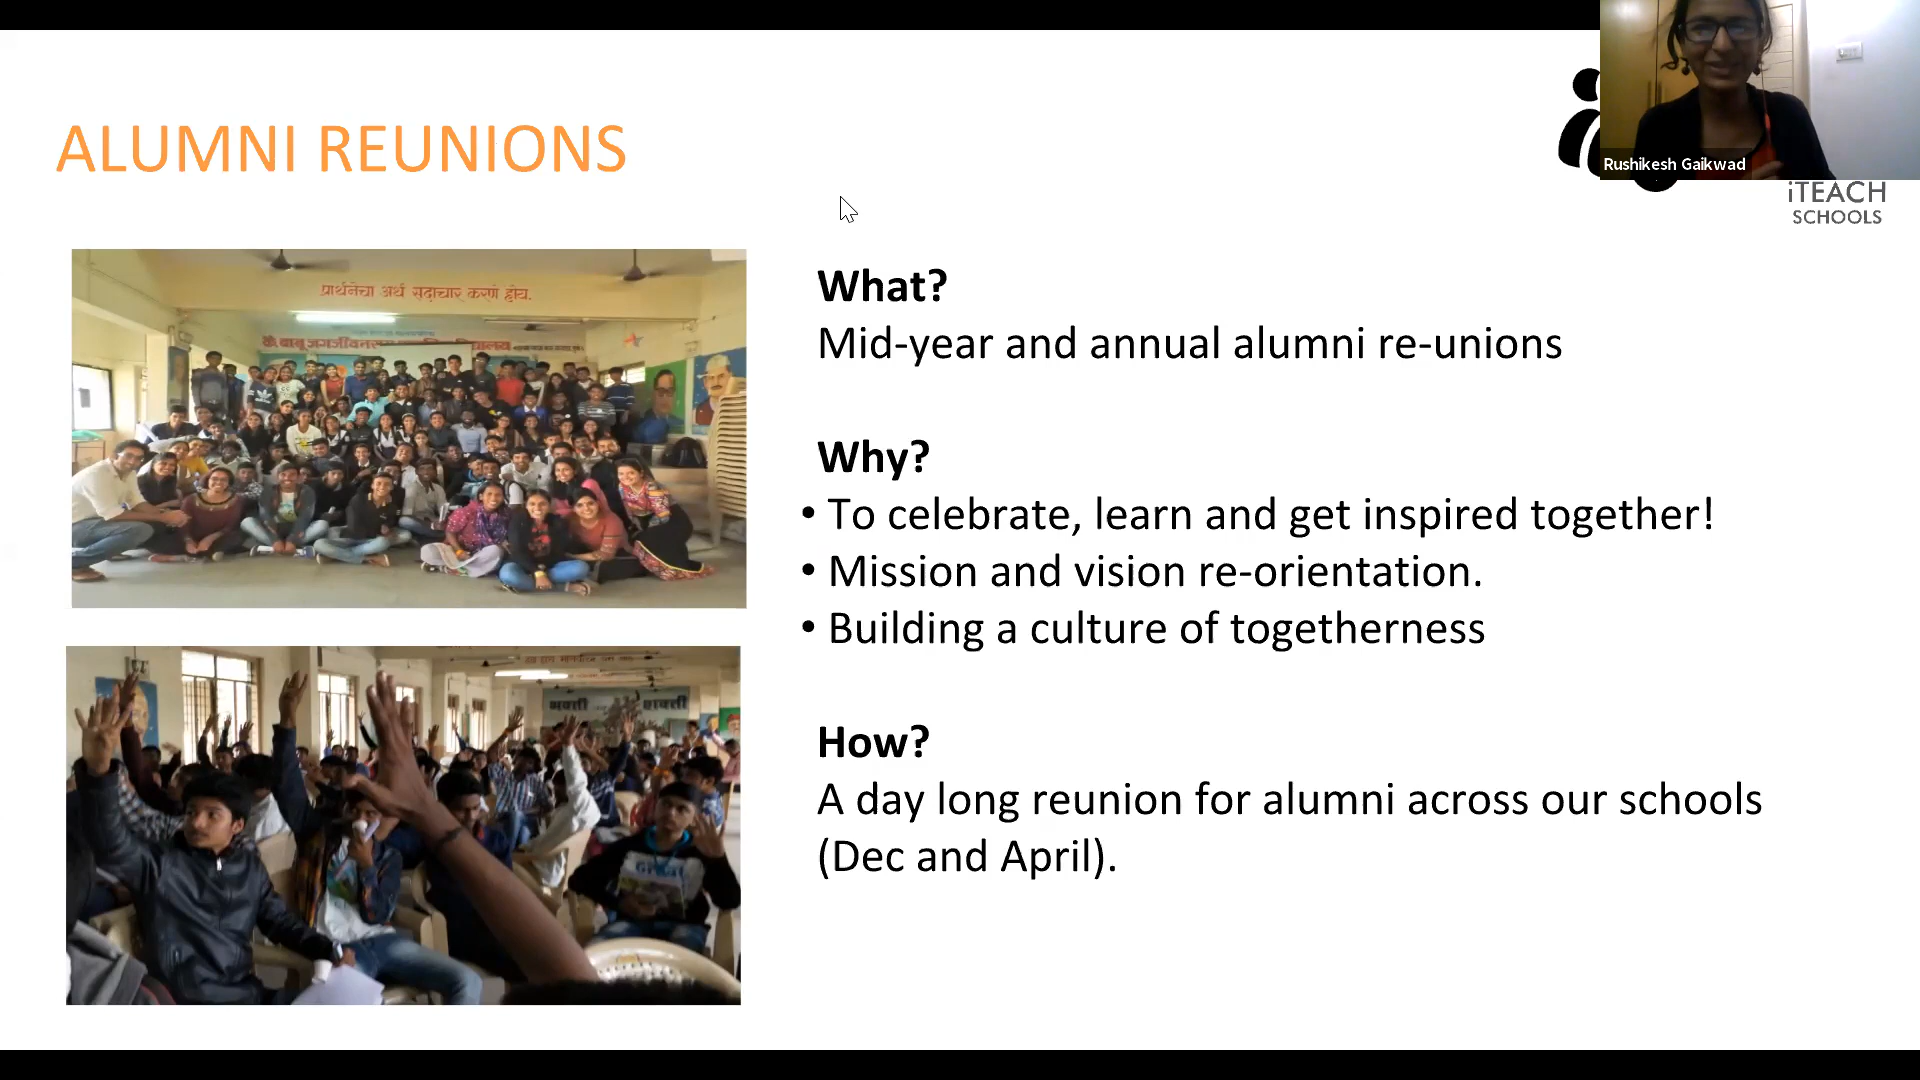 Rushikesh Gaikwad
iTEACH
SCHOOLS
ALUMNI REUNIONS
प्रार्थनेचा अर्थ सदाचार करणे होय.
What?
Mid-year and annual alumni re-unions
Why?
• To celebrate, learn and get inspired together!
• Mission and vision re-orientation.
• Building a culture of togetherness
How?
A day long reunion for alumni across our schools
(Dec and April).